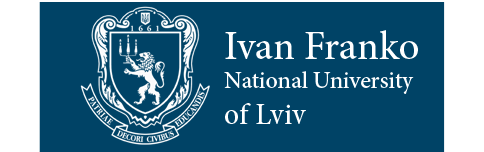 1661
PATRIAE DECORI CIVIBUS EDUCANDIS
Ivan Franko
National University
of Lviv